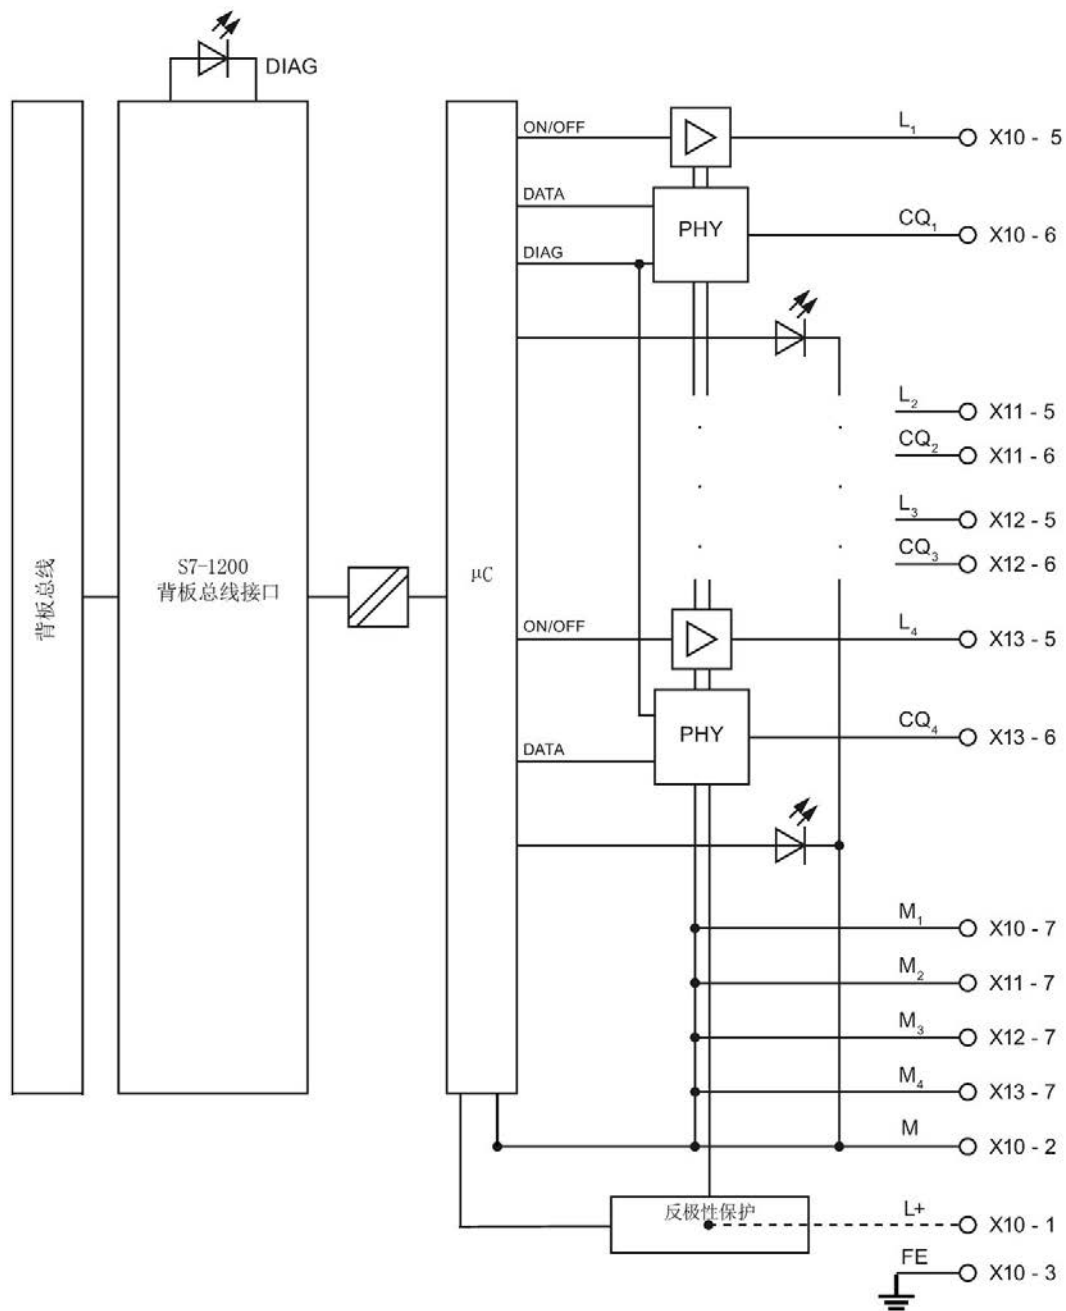 DIAG
背板总线
S7-1200
背板总线接口
μC
ON/OFF
DATA
DIAG
PHY
L1
X10 - 5
CQ1
X10 - 6
L2
X11 - 5
CQ2
X11 - 6
L3
X12 - 5
CQ3
X12 - 6
ON/OFF
DATA
PHY
L4
X13 - 5
CQ4
X13 - 6
M1
X10 - 7
M2
X11 - 7
M3
X12 - 7
M4
X13 - 7
M
X10 - 2
反极性保护
L+
X10 - 1
FE
X10 - 3